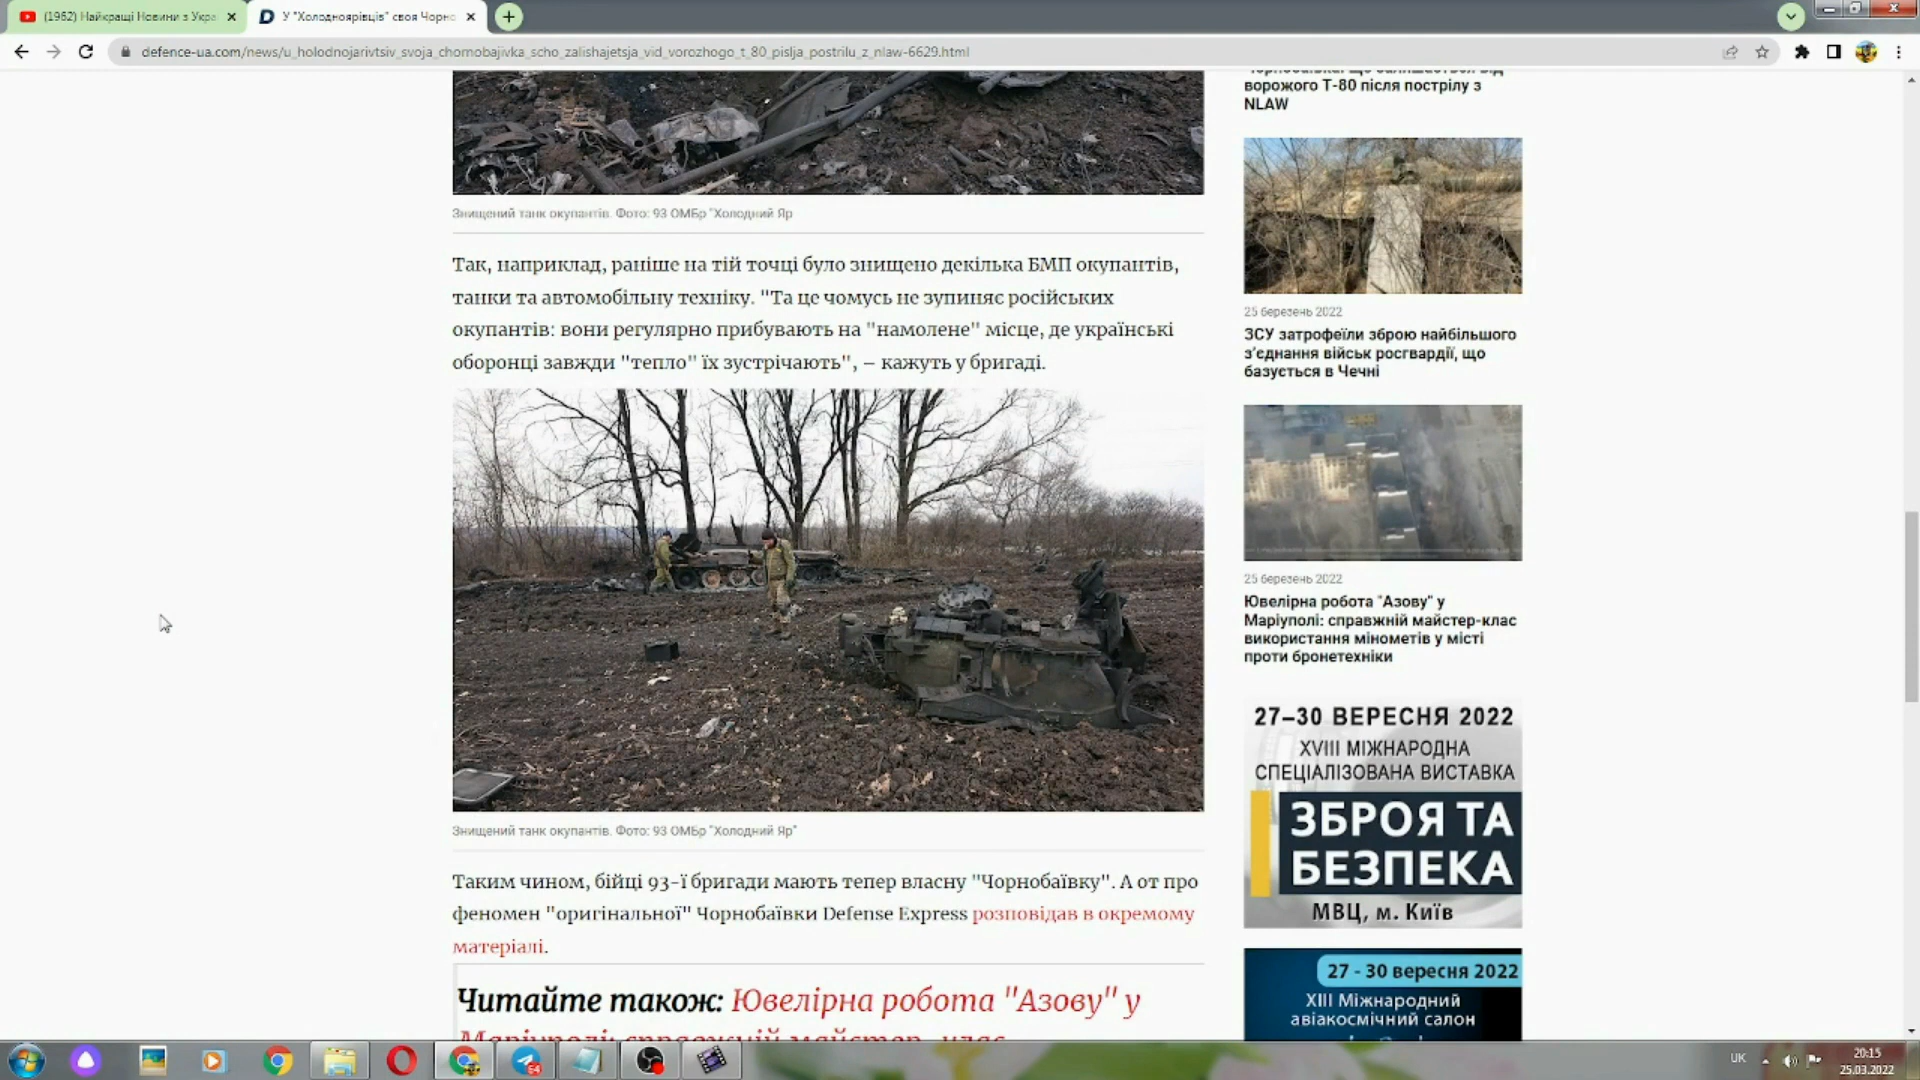 (1962) Найкращі Новини з Укра
У "Холодноярівців" своя Чорно
defence-ua.com/news/u_holodnojarivtsiv_svoja_chornobajivka_scho_zalishajetsja_vid_vorozhogo_t_80_pislja_postrilu_z_nlaw-6629.html
Знищений танк окупантів. Фото: 93 ОМБр "Холодний Яр
Так, наприклад, раніше на тій точці було знищено декілька БМП окупантів,
танки та автомобільну техніку. "Та це чомусь не зупиняє російських
окупантів: вони регулярно прибувають на "намолене" місце, де українські
оборонці завжди "тепло" їх зустрічають", – кажуть у бригаді.
Знищений танк окупантів. Фото: 93 ОМБр "Холодний Яр"
Таким чином, бійці 93-ї бригади мають тепер власну "Чорнобаївку". А от про
феномен "оригінальної" Чорнобаївки Defense Express розповідав в окремому
матеріалі.
Читайте також: Ювелірна робота "Азову" у
Маріуполі: справжній майстер-клас
Чорнобаївка: що залишається від
ворожого Т-80 після пострілу з
NLAW
25 березень 2022
ЗСУ затрофеїли зброю найбільшого
з’єднання військ росгвардії, що
базується в Чечні
25 березень 2022
Ювелірна робота "Азову" у
Маріуполі: справжній майстер-клас
використання мінометів у місті
проти бронетехніки
27–30 ВЕРЕСНЯ 2022
XVIII МІЖНАРОДНА
СПЕЦІАЛІЗОВАНА ВИСТАВКА
ЗБРОЯ ТА
БЕЗПЕКА
МВЦ, м. Київ
27 - 30 вересня 2022
XIII Міжнародний
авіакосмічний салон
64
UK
20:15
25.03.2022